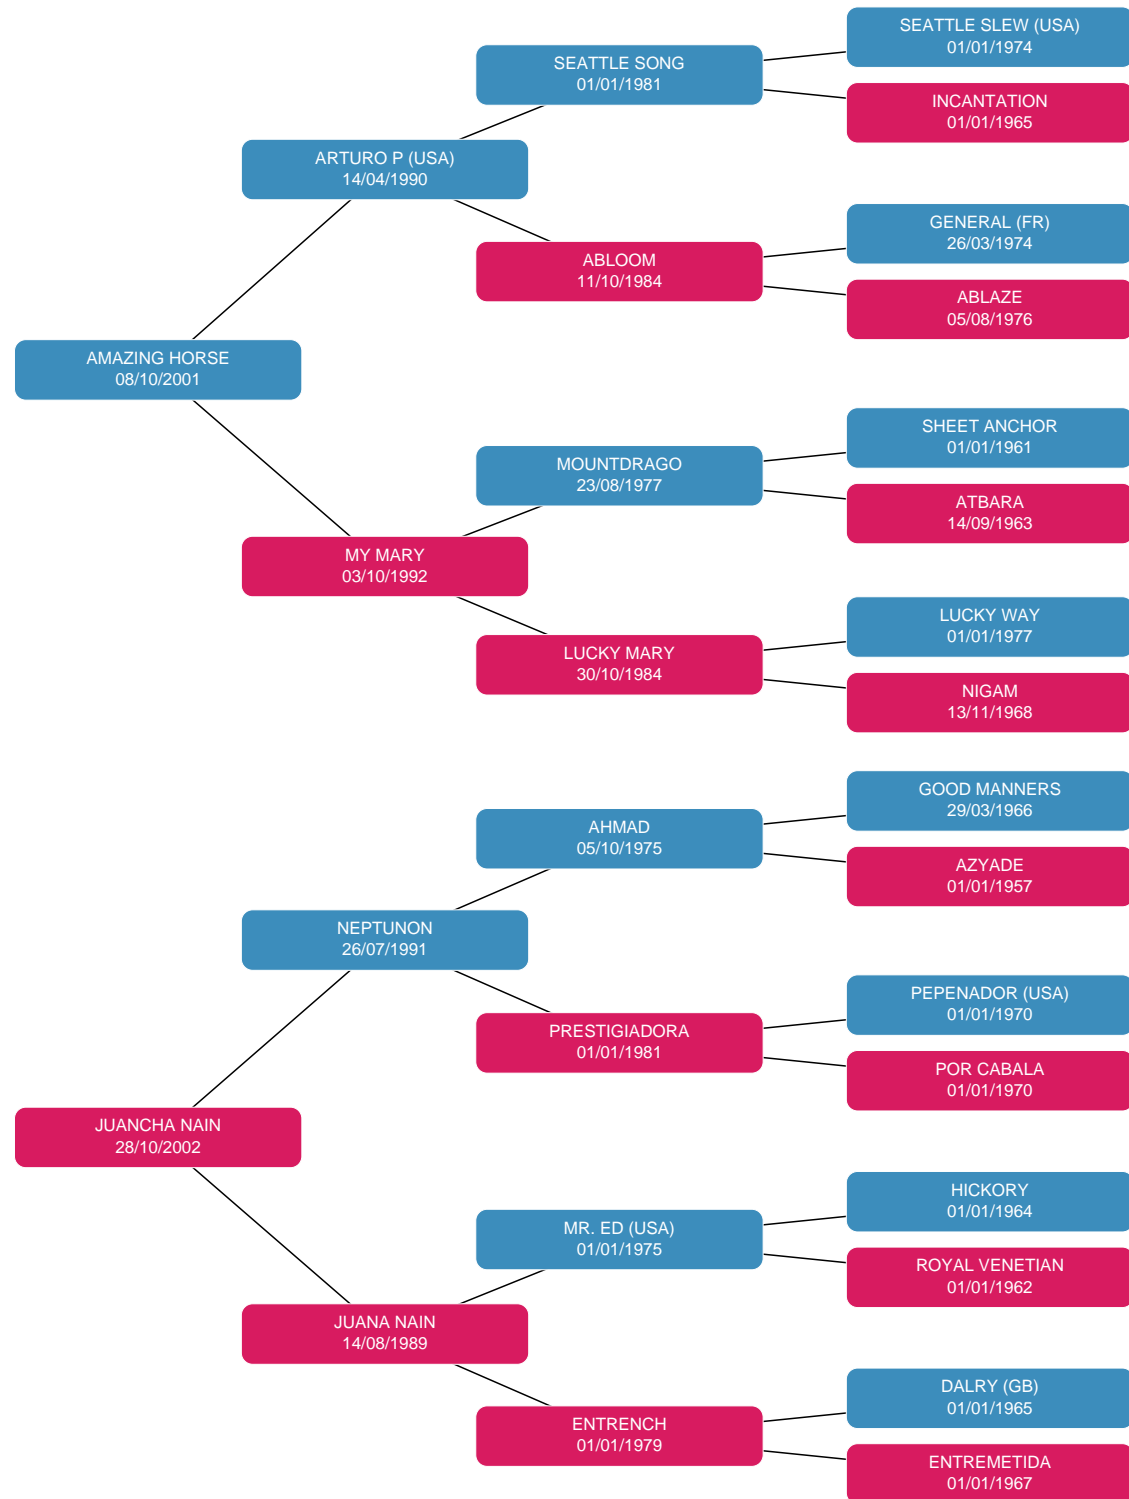 SEATTLE SLEW (USA)
01/01/1974
SEATTLE SONG
01/01/1981
INCANTATION
01/01/1965
ARTURO P (USA)
14/04/1990
GENERAL (FR)
26/03/1974
ABLOOM
11/10/1984
ABLAZE
05/08/1976
AMAZING HORSE
08/10/2001
SHEET ANCHOR
01/01/1961
MOUNTDRAGO
23/08/1977
ATBARA
14/09/1963
MY MARY
03/10/1992
LUCKY WAY
01/01/1977
LUCKY MARY
30/10/1984
NIGAM
13/11/1968
GOOD MANNERS
29/03/1966
AHMAD
05/10/1975
AZYADE
01/01/1957
NEPTUNON
26/07/1991
PEPENADOR (USA)
01/01/1970
PRESTIGIADORA
01/01/1981
POR CABALA
01/01/1970
JUANCHA NAIN
28/10/2002
HICKORY
01/01/1964
MR. ED (USA)
01/01/1975
ROYAL VENETIAN
01/01/1962
JUANA NAIN
14/08/1989
DALRY (GB)
01/01/1965
ENTRENCH
01/01/1979
ENTREMETIDA
01/01/1967